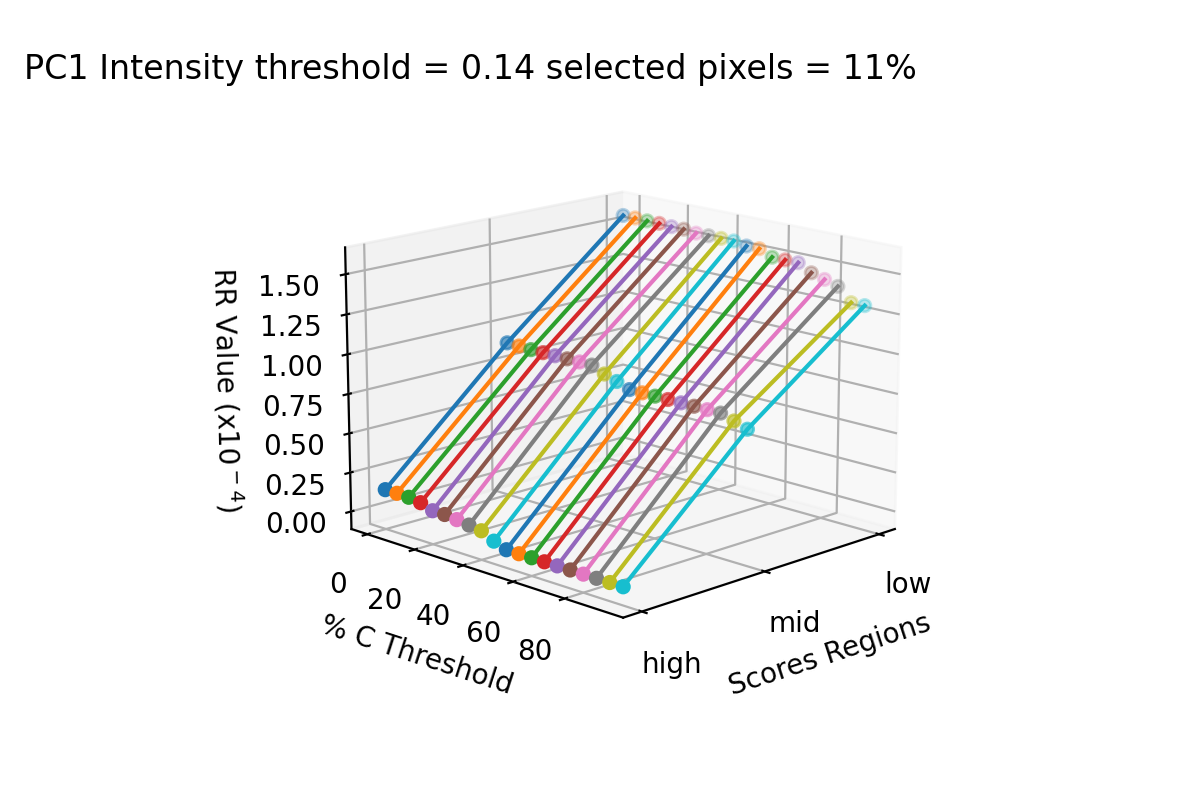 PC1 Intensity threshold = 0.14 selected pixels = 11%
RR Value (x10⁻⁴)
1.50
1.25
1.00
0.75
0.50
0.25
0.00
0
20
40
60
80
% C Threshold
high
mid
low
Scores Regions